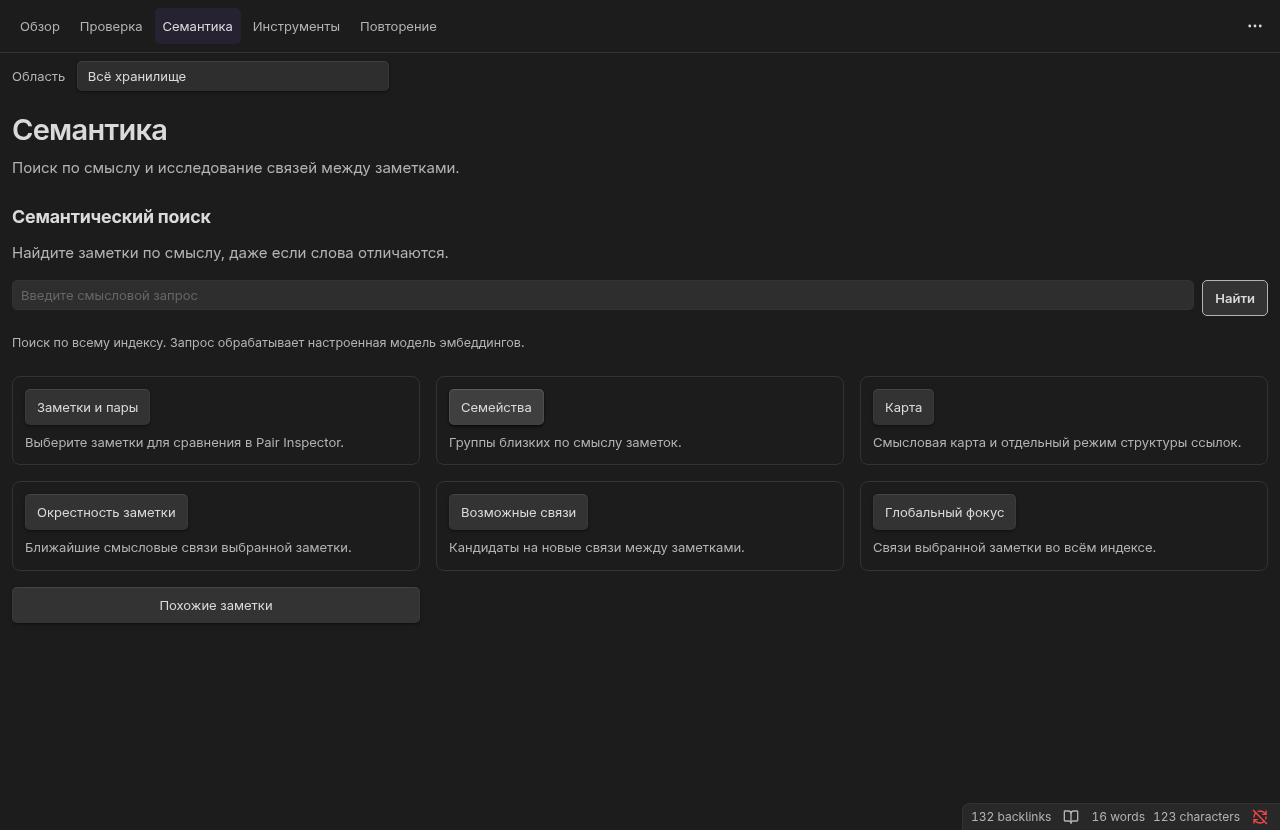 Обзор Проверка Семантика Инструменты Повторение
Область Всё хранилище
Семантика
Поиск по смыслу и исследование связей между заметками.
Семантический поиск
Найдите заметки по смыслу, даже если слова отличаются.
Введите смысловой запрос Найти
Поиск по всему индексу. Запрос обрабатывает настроенная модель эмбеддингов.
Заметки и пары Семейства Карта
Выберите заметки для сравнения в Pair Inspector. Группы близких по смыслу заметок. Смысловая карта и отдельный режим структуры ссылок.
Окрестность заметки Возможные связи Глобальный фокус
Ближайшие смысловые связи выбранной заметки. Кандидаты на новые связи между заметками. Связи выбранной заметки во всём индексе.
Похожие заметки
132 backlinks 16 words 123 characters